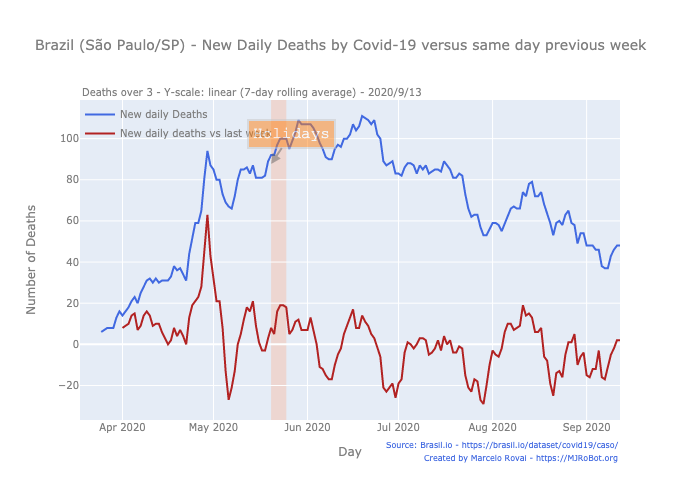 Brazil (São Paulo/SP) - New Daily Deaths by Covid-19 versus same day previous week
Deaths over 3 - Y-scale: linear (7-day rolling average) - 2020/9/13
New daily Deaths
New daily deaths vs last week
Holidays
Number of Deaths
100
80
60
40
20
0
−20
Apr 2020
May 2020
Jun 2020
Jul 2020
Aug 2020
Sep 2020
Day
Source: Brasil.io - https://brasil.io/dataset/covid19/caso/
Created by Marcelo Rovai - https://MJRoBot.org